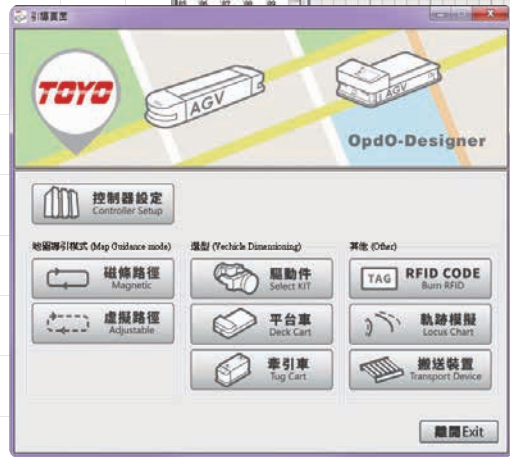 引導頁面
TOYO
AGV
AGV
OpdO-Designer
控制器設定
Controller Setup
地圖導引模式 (Map Guidance mode)
選型 (Vechicle Dimensioning)
其他 (Other)
磁條路徑
Magnetic
驅動件
Select KIT
TAG
RFID CODE
Burn RFID
虛擬路徑
Adjustable
平台車
Deck Cart
軌跡模擬
Locus Chart
牽引車
Tug Cart
搬送裝置
Transport Device
離開Exit